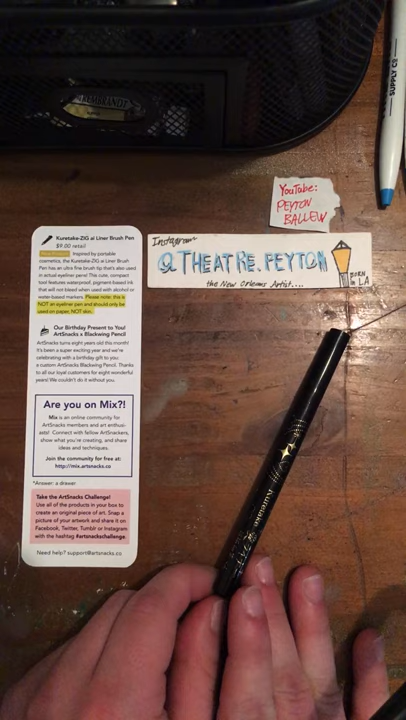 REMBRANDT
SUPPLY CO
YouTube:
PEYTON
BALLEW
Instagram
@THEATRE.PEYTON
the New Orleans Artist....
BORN
in LA
Kuretake-ZIG al Liner Brush Pen
$9.00 retail
Inspired by portable
cosmetics, the Kuretake-ZIG al Liner Brush
Pen has an ultra fine brush tip that's also used
in actual eyeliner pens! This cute, compact
tool features waterproof, pigment-based ink
that will not bleed when used with alcohol or
water-based markers. Please note: this is
NOT an eyeliner pen and should only be
used on paper, NOT skin.
Our Birthday Present to You!
ArtSnacks x Blackwing Pencil
ArtSnacks turns eight years old this month!
It's been a super exciting year and we're
celebrating with a birthday gift to you
a custom ArtSnacks Blackwing Pencil. Thanks
to all our loyal customers for eight wonderful
years! We couldn't do it without you.
Are you on Mix?!
Mix is an online community for
ArtSnacks members and art enthusi-
asts! Connect with fellow ArtSnackers,
show what you're creating, and share
ideas and techniques.
Join the community for free at:
http://mix.artsnacks.co
*Answer: a drawer
Take the ArtSnacks Challenge!
Use all of the products in your box to
create an original piece of art. Snap a
picture of your artwork and share it on
Facebook, Twitter, Tumblr or Instagram
with the hashtag #artsnackschallenge.
Need help? support@artsnacks.co
Kuretake